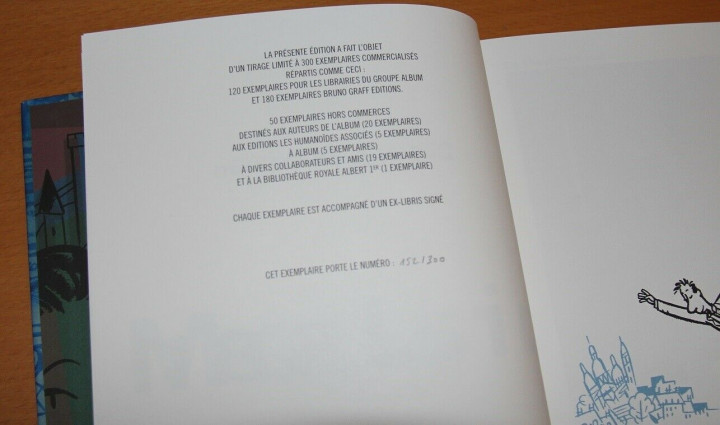 LA PRÉSENTE ÉDITION A FAIT L'OBJET
D'UN TIRAGE LIMITÉ À 300 EXEMPLAIRES COMMERCIALISÉS
RÉPARTIS COMME CECI :
120 EXEMPLAIRES POUR LES LIBRAIRIES DU GROUPE ALBUM
ET 180 EXEMPLAIRES BRUNO GRAFF EDITIONS.
50 EXEMPLAIRES HORS COMMERCES
DESTINÉS AUX AUTEURS DE L'ALBUM (20 EXEMPLAIRES)
AUX EDITIONS LES HUMANOÏDES ASSOCIÉS (5 EXEMPLAIRES)
À ALBUM (5 EXEMPLAIRES)
À DIVERS COLLABORATEURS ET AMIS (19 EXEMPLAIRES)
ET À LA BIBLIOTHÈQUE ROYALE ALBERT 1ER (1 EXEMPLAIRE)
CHAQUE EXEMPLAIRE EST ACCOMPAGNÉ D'UN EX-LIBRIS SIGNÉ
CET EXEMPLAIRE PORTE LE NUMÉRO : 152/300